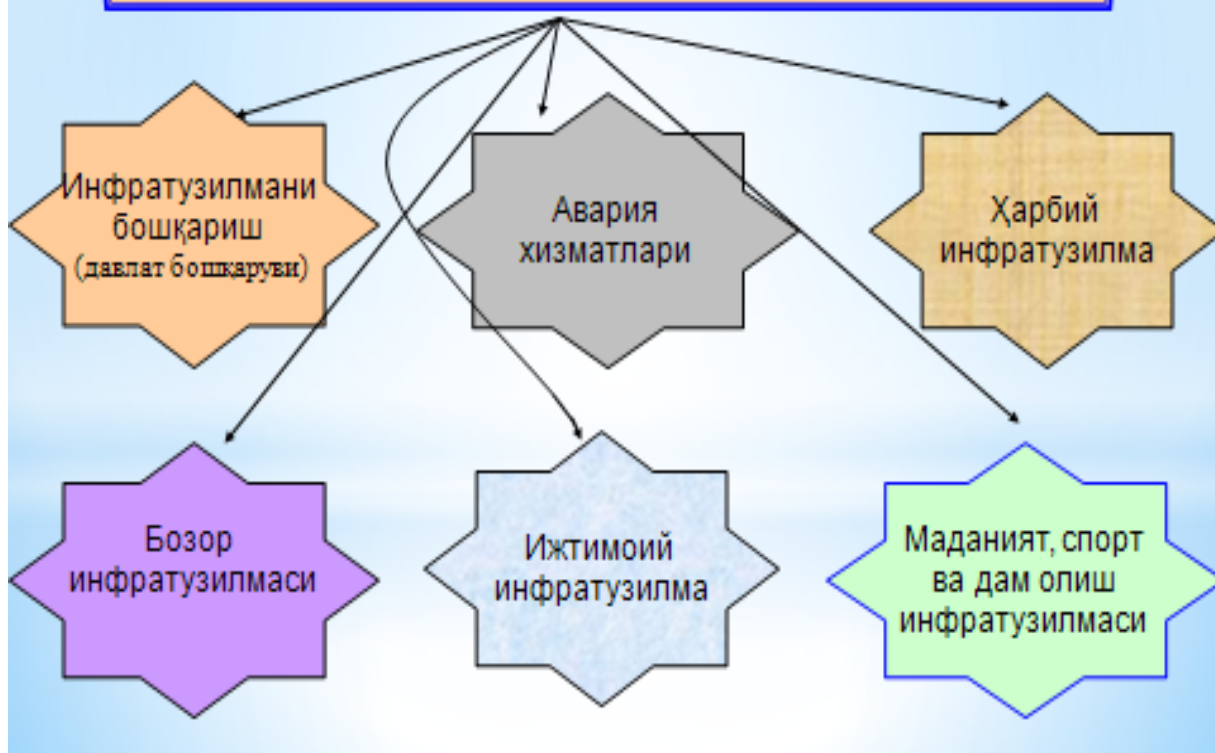 Инфратузилмани
бошқариш
(давлат бошқаруви)
Авария
хизматлари
Ҳарбий
инфратузилма
Бозор
инфратузилмаси
Ижтимоий
инфратузилма
Маданият, спорт
ва дам олиш
инфратузилмаси